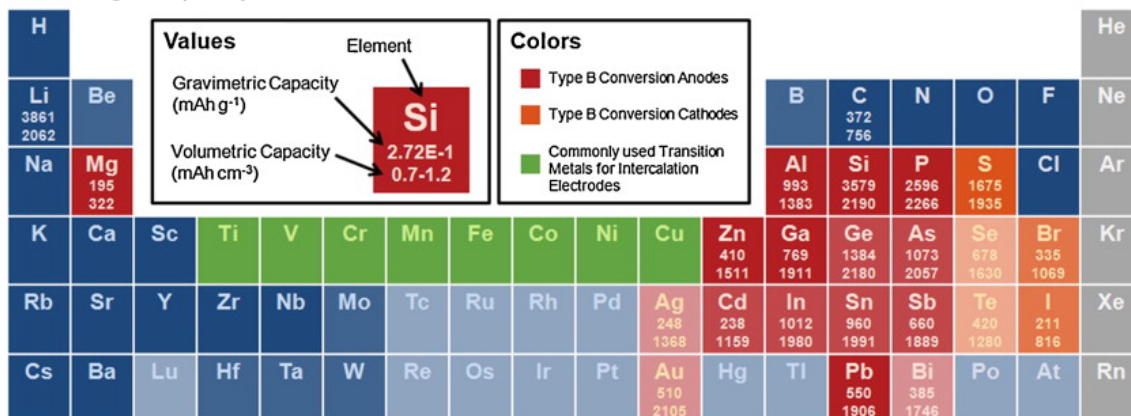 H
He
Values
Element
Gravimetric Capacity
(mAh g-1)
Si
2.72E-1
0.7-1.2
Volumetric Capacity
(mAh cm-3)
Colors
Type B Conversion Anodes
Type B Conversion Cathodes
Commonly used Transition
Metals for Intercalation
Electrodes
Li Be B C N O F Ne
3861 372
2062 756
Na Mg Al Si P S Cl Ar
195 993 3579 2596 1675
322 1383 2190 2266 1935
K Ca Sc Ti V Cr Mn Fe Co Ni Cu Zn Ga Ge As Se Br Kr
410 769 1384 1073 678 335
1511 1911 2180 2057 1630 1069
Rb Sr Y Zr Nb Mo Tc Ru Rh Pd Ag Cd In Sn Sb Te I Xe
248 238 1012 960 660 420 211
1368 1159 1980 1991 1889 1280 816
Cs Ba Lu Hf Ta W Re Os Ir Pt Au Hg Tl Pb Bi Po At Rn
510 550 385
2105 1906 1746